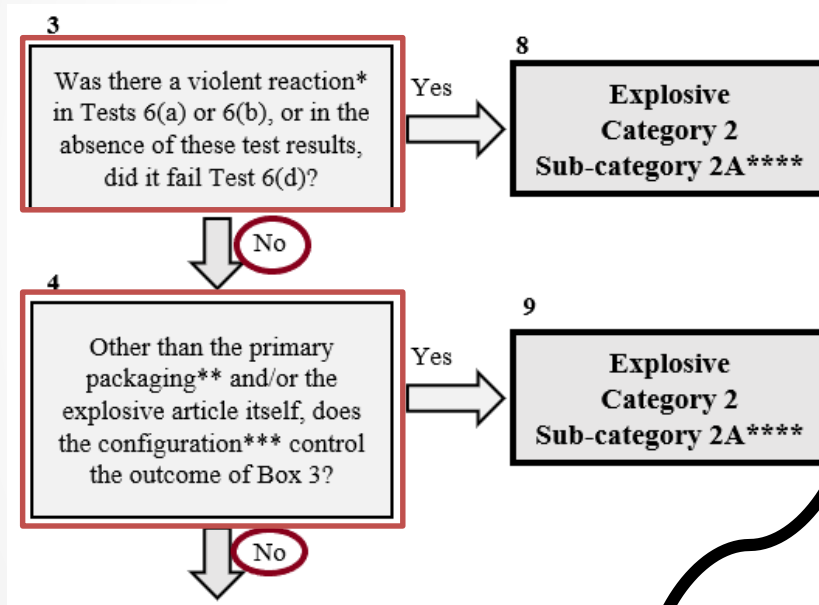 3
Was there a violent reaction*
in Tests 6(a) or 6(b), or in the
absence of these test results,
did it fail Test 6(d)?
Yes
8
Explosive
Category 2
Sub-category 2A****
No
4
Other than the primary
packaging** and/or the
explosive article itself, does
the configuration*** control
the outcome of Box 3?
Yes
9
Explosive
Category 2
Sub-category 2A****
No